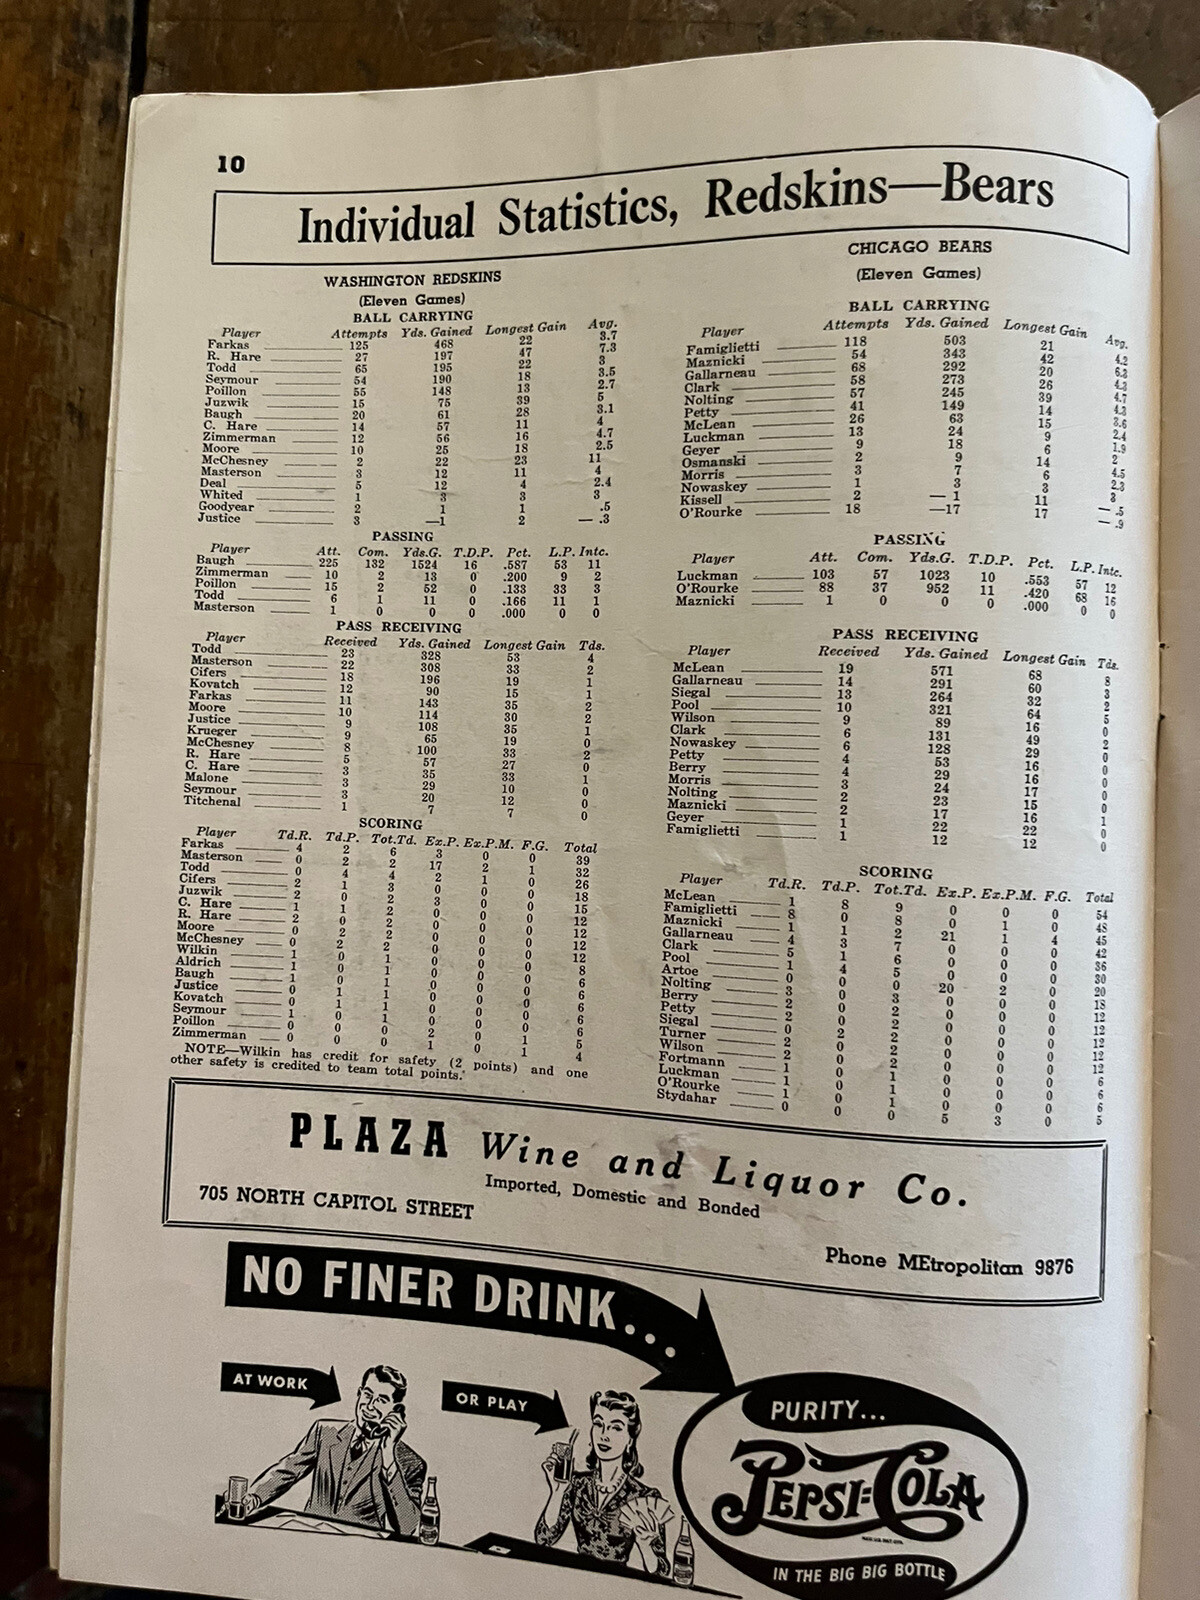 10
Individual Statistics, Redskins—Bears
WASHINGTON REDSKINS
(Eleven Games)
BALL CARRYING
Player Attempts Yds. Gained Longest Gain Avg.
Farkas 125 468 22 3.7
R. Hare 27 197 47 7.3
Todd 65 195 22 3
Seymour 54 190 18 3.5
Poillon 55 148 13 2.7
Juzwik 15 75 39 5
Baugh 20 61 28 3.1
C. Hare 14 57 11 4
Zimmerman 12 56 16 4.7
Moore 10 25 18 2.5
McChesney 2 22 23 11
Masterson 3 12 11 4
Deal 5 12 4 2.4
Whited 1 3 3 3
Goodyear 2 1 1 .5
Justice 3 —1 2 — .3
PASSING
Player Att. Com. Yds.G. T.D.P. Pct. L.P. Intc.
Baugh 225 132 1524 16 .587 53 11
Zimmerman 10 2 13 0 .200 9 2
Poillon 15 2 52 0 .133 33 3
Todd 6 1 11 0 .166 11 1
Masterson 1 0 0 0 .000 0 0
PASS RECEIVING
Player Received Yds. Gained Longest Gain Tds.
Todd 23 328 53 4
Masterson 22 308 33 2
Cifers 18 196 19 1
Kovatch 12 90 15 1
Farkas 11 143 35 2
Moore 10 114 30 2
Justice 9 108 35 1
Krueger 9 65 19 0
McChesney 8 100 33 2
R. Hare 5 57 27 0
C. Hare 3 35 33 1
Malone 3 29 10 0
Seymour 3 20 12 0
Titchenal 1 7 7 0
SCORING
Player Td.R. Td.P. Tot.Td. Ex.P. Ex.P.M. F.G. Total
Farkas 4 2 6 3 0 0 39
Masterson 0 2 2 17 2 1 32
Todd 0 4 4 2 1 0 26
Cifers 2 1 3 0 0 0 18
Juzwik 2 0 2 3 0 0 15
C. Hare 1 1 2 0 0 0 12
R. Hare 2 0 2 0 0 0 12
Moore 0 2 2 0 0 0 12
McChesney 0 2 2 0 0 0 12
Wilkin 1 0 1 0 0 0 8
Aldrich 1 0 1 0 0 0 6
Baugh 1 0 1 0 0 0 6
Justice 0 1 1 0 0 0 6
Kovatch 0 1 1 0 0 0 6
Seymour 1 0 1 0 0 0 6
Poillon 0 0 0 2 0 1 5
Zimmerman 0 0 0 1 0 1 4
NOTE—Wilkin has credit for safety (2 points) and one
other safety is credited to team total points.
CHICAGO BEARS
(Eleven Games)
BALL CARRYING
Player Attempts Yds. Gained Longest Gain Avg.
Famiglietti 118 503 21 4.2
Maznicki 54 343 42 6.3
Gallarneau 68 292 20 4.3
Clark 58 273 26 4.7
Nolting 57 245 39 4.3
Petty 41 149 14 3.6
McLean 26 63 15 2.4
Luckman 13 24 9 1.9
Geyer 9 18 6 2
Osmanski 2 9 14 4.5
Morris 3 7 6 2.3
Nowaskey 1 3 3 3
Kissell 2 — 1 11 — .5
O'Rourke 18 —17 17 — .9
PASSING
Player Att. Com. Yds.G. T.D.P. Pct. L.P. Intc.
Luckman 103 57 1023 10 .553 57 12
O'Rourke 88 37 952 11 .420 68 16
Maznicki 1 0 0 0 .000 0 0
PASS RECEIVING
Player Received Yds. Gained Longest Gain Tds.
McLean 19 571 68 8
Gallarneau 14 291 60 3
Siegal 13 264 32 2
Pool 10 321 64 5
Wilson 9 89 16 0
Clark 6 131 49 2
Nowaskey 6 128 29 0
Petty 4 53 16 0
Berry 4 29 16 0
Morris 3 24 17 0
Nolting 2 23 15 0
Maznicki 2 17 16 1
Geyer 1 22 22 0
Famiglietti 1 12 12 0
SCORING
Player Td.R. Td.P. Tot.Td. Ex.P. Ex.P.M. F.G. Total
McLean 1 8 9 0 0 0 54
Famiglietti 8 0 8 0 1 0 48
Maznicki 1 1 2 21 1 4 45
Gallarneau 4 3 7 0 0 0 42
Clark 5 1 6 0 0 0 36
Pool 1 4 5 0 0 0 30
Artoe 0 0 0 20 2 0 20
Nolting 3 0 3 0 0 0 18
Berry 2 0 2 0 0 0 12
Petty 2 0 2 0 0 0 12
Siegal 0 2 2 0 0 0 12
Turner 2 0 2 0 0 0 12
Wilson 2 0 2 0 0 0 12
Fortmann 1 0 1 0 0 0 6
Luckman 1 0 1 0 0 0 6
O'Rourke 1 0 1 0 0 0 6
Stydahar 0 0 0 5 3 0 5
PLAZA Wine and Liquor Co.
Imported, Domestic and Bonded
705 NORTH CAPITOL STREET
Phone MEtropolitan 9876
NO FINER DRINK...
AT WORK
OR PLAY
PURITY...
PEPSI=COLA
IN THE BIG BIG BOTTLE